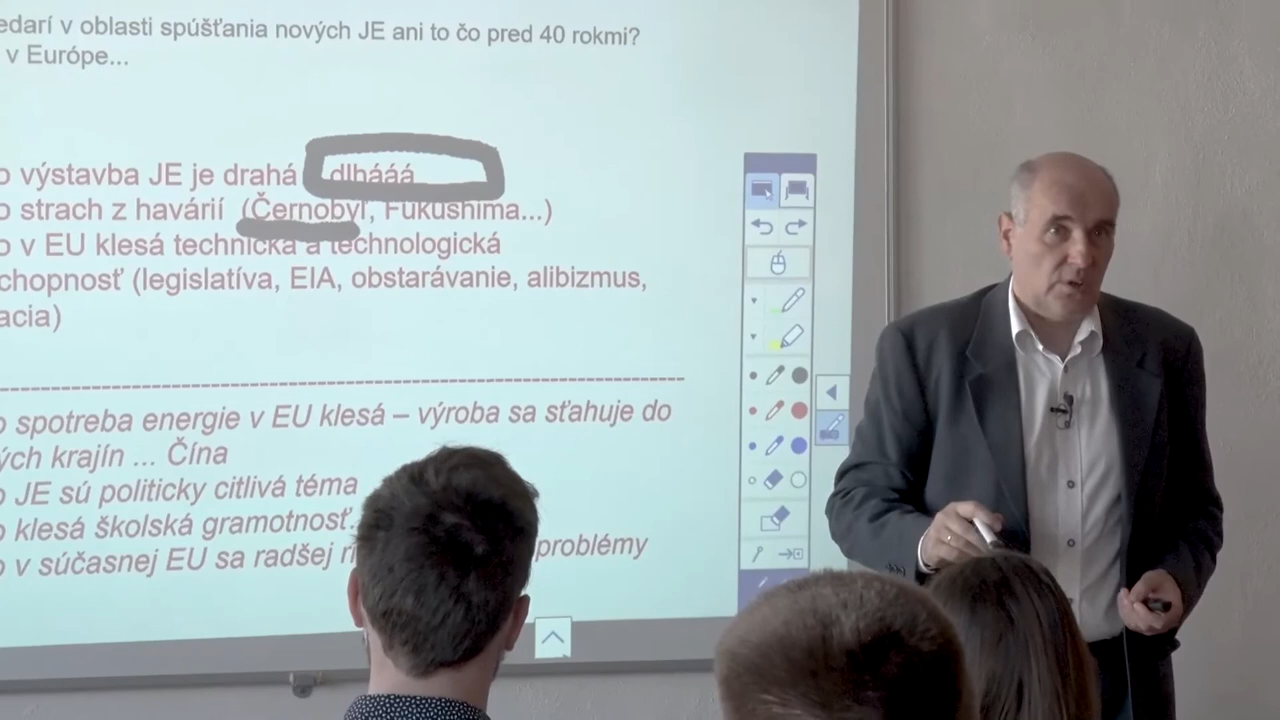 edarí v oblasti spúšťania nových JE ani to čo pred 40 rokmi?
v Európe...
o výstavba JE je drahá dlhááá
o strach z havárií (Černobyľ, Fukushima...)
o v EU klesá technická a technologická
chopnosť (legislatíva, EIA, obstarávanie, alibizmus,
acia)
o spotreba energie v EU klesá – výroba sa sťahuje do
ých krajín ... Čína
o JE sú politicky citlivá téma
o klesá školská gramotnosť.
o v súčasnej EU sa radšej problémy